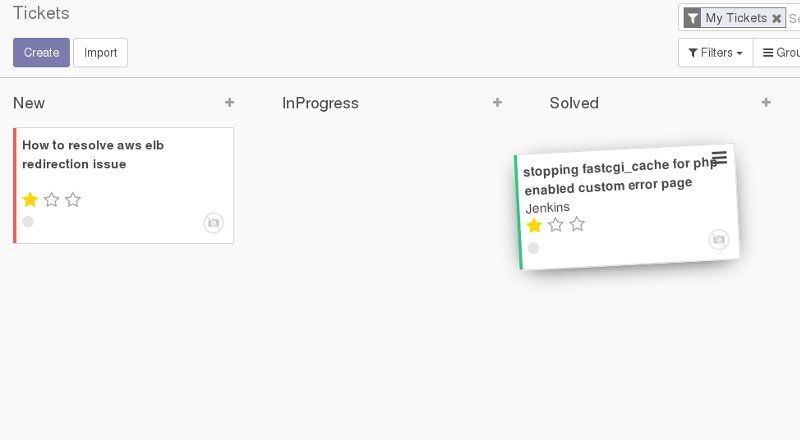 Tickets
My Tickets
Se
Create
Import
Filters
Grou
New
InProgress
Solved
How to resolve aws elb
redirection issue
stopping fastcgi_cache for php
enabled custom error page
Jenkins